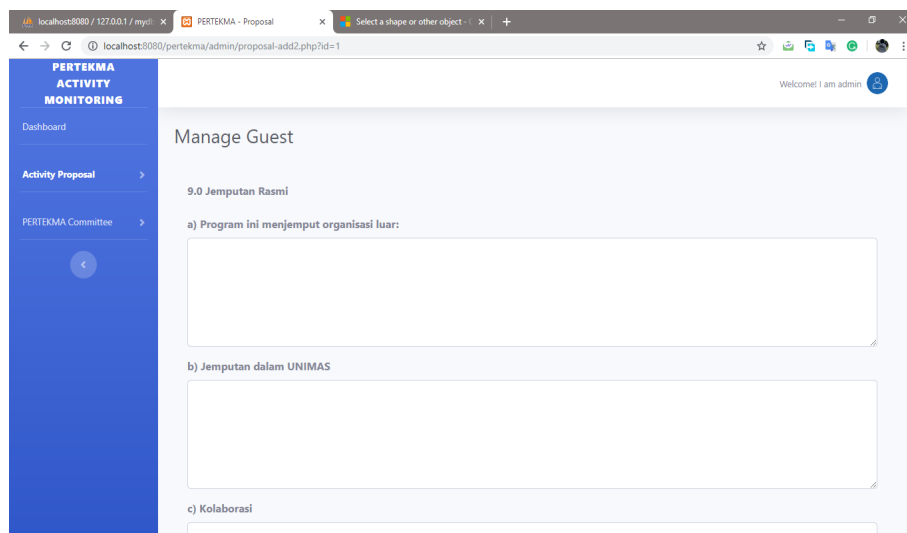 localhost:8080 / 127.0.0.1 / mydb
PERTEKMA - Proposal
Select a shape or other object -
localhost:8080/pertekma/admin/proposal-add2.php?id=1
PERTEKMA
ACTIVITY
MONITORING
Welcome! I am admin
Dashboard
Activity Proposal
PERTEKMA Committee
Manage Guest
9.0 Jemputan Rasmi
a) Program ini menjemput organisasi luar:
b) Jemputan dalam UNIMAS
c) Kolaborasi